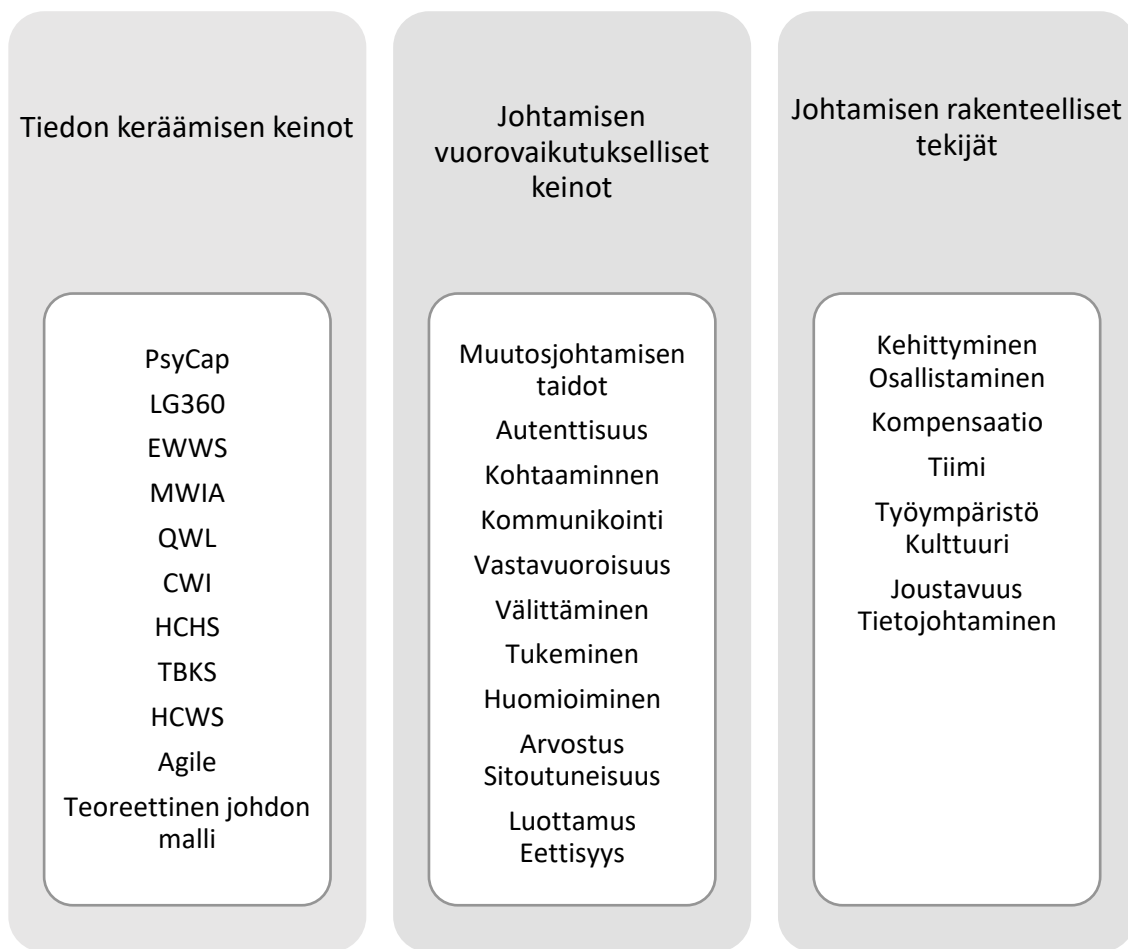 Tiedon keräämisen keinot
PsyCap
LG360
EWWS
MWIA
QWL
CWI
HCHS
TBKS
HCWS
Agile
Teoreettinen johdon
malli
Johtamisen
vuorovaikutukselliset
keinot
Muutosjohtamisen
taidot
Autenttisuus
Kohtaaminnen
Kommunikointi
Vastavuoroisuus
Välittäminen
Tukeminen
Huomioiminen
Arvostus
Sitoutuneisuus
Luottamus
Eettisyys
Johtamisen rakenteelliset
tekijät
Kehittyminen
Osallistaminen
Kompensaatio
Tiimi
Työympäristö
Kulttuuri
Joustavuus
Tietojohtaminen